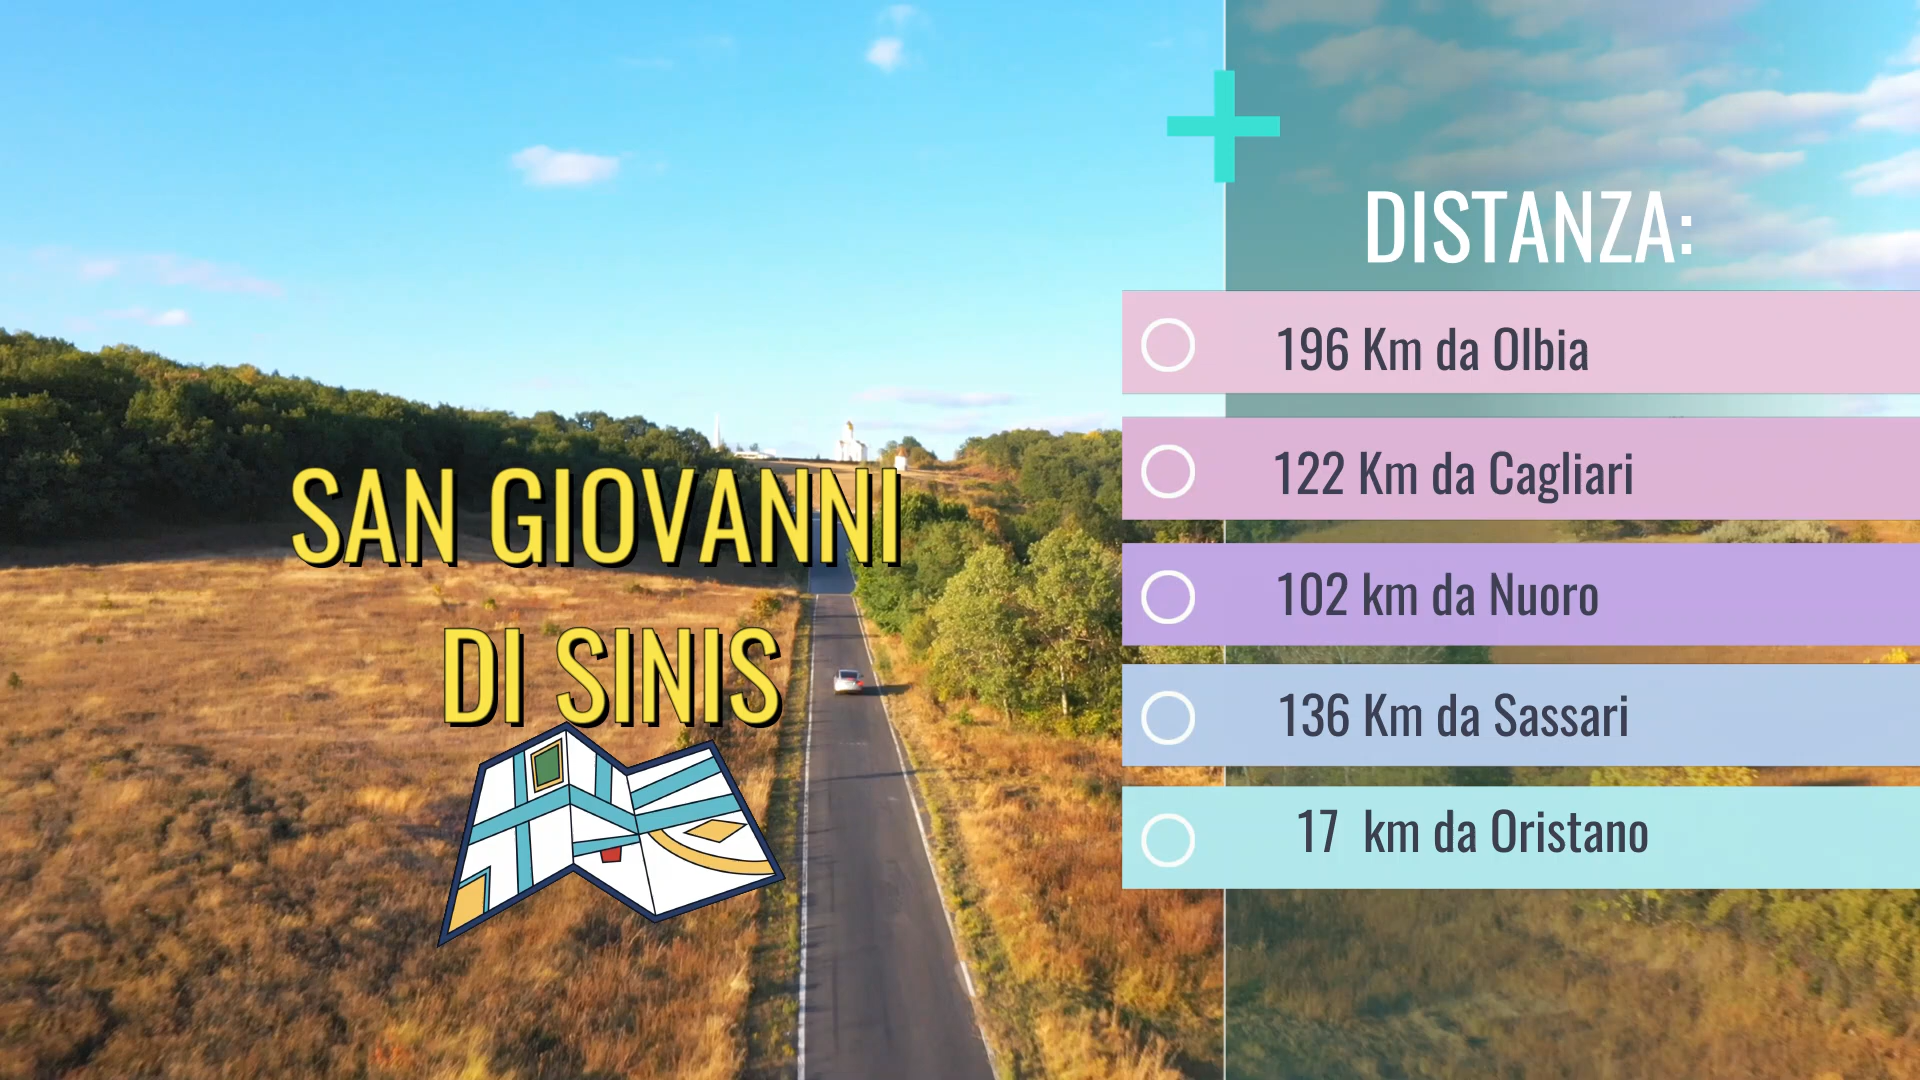 SAN GIOVANNI
DI SINIS
DISTANZA:
196 Km da Olbia
122 Km da Cagliari
102 km da Nuoro
136 Km da Sassari
17 km da Oristano